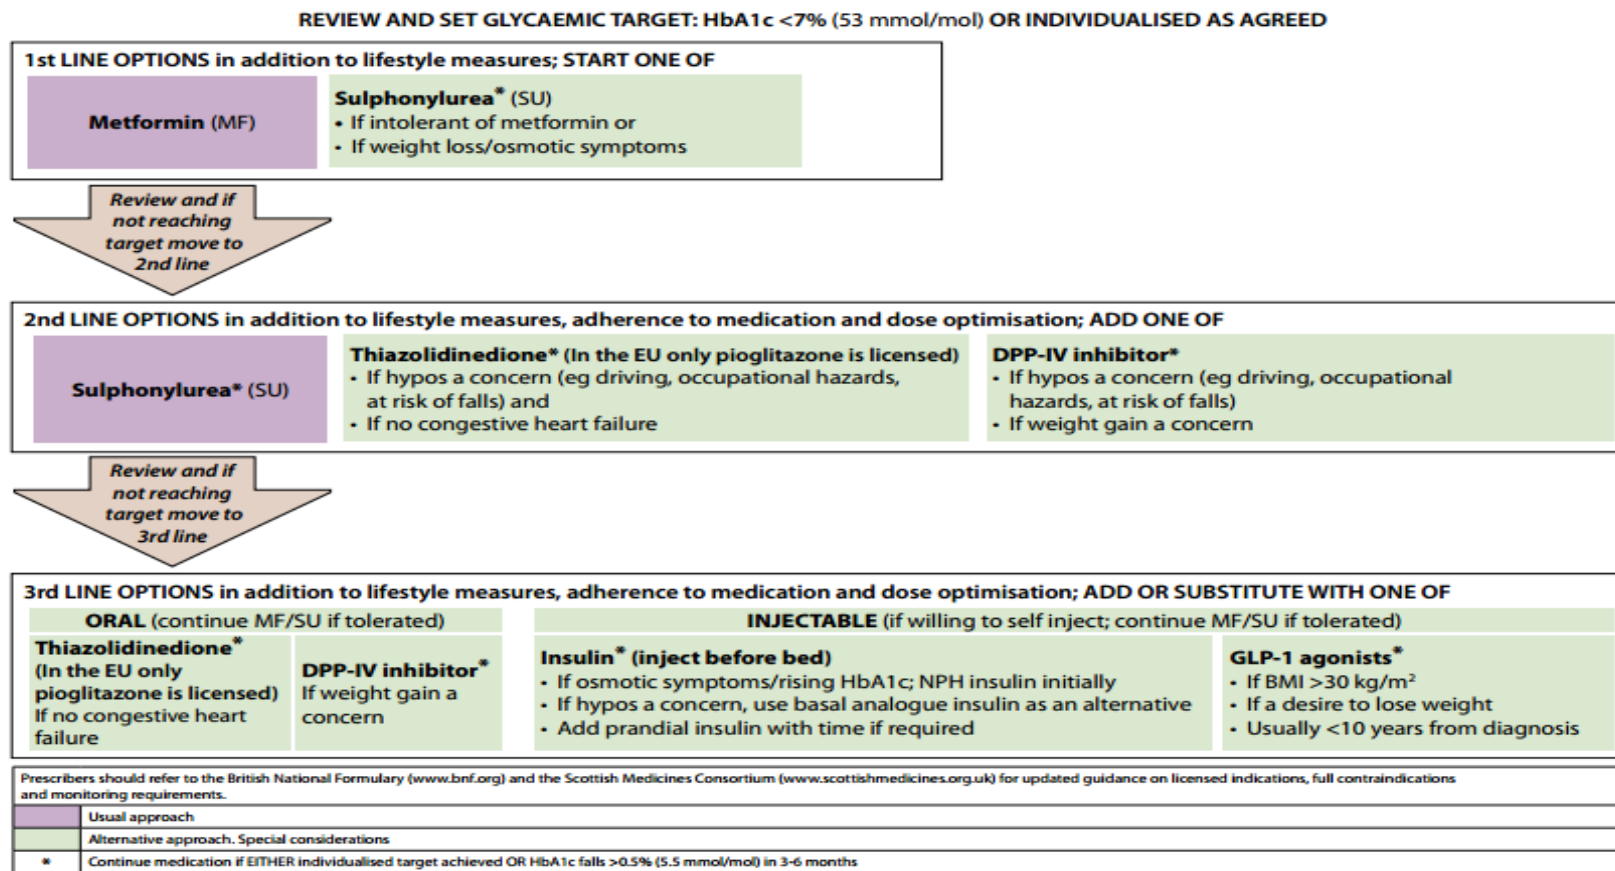 REVIEW AND SET GLYCAEMIC TARGET: HbA1c <7% (53 mmol/mol) OR INDIVIDUALISED AS AGREED
1st LINE OPTIONS in addition to lifestyle measures; START ONE OF
Metformin (MF)
Sulphonylurea* (SU)
• If intolerant of metformin or
• If weight loss/osmotic symptoms
Review and if
not reaching
target move to
2nd line
2nd LINE OPTIONS in addition to lifestyle measures, adherence to medication and dose optimisation; ADD ONE OF
Sulphonylurea* (SU)
Thiazolidinedione* (In the EU only pioglitazone is licensed)
• If hypos a concern (eg driving, occupational hazards,
at risk of falls) and
• If no congestive heart failure
DPP-IV inhibitor*
• If hypos a concern (eg driving, occupational
hazards, at risk of falls)
• If weight gain a concern
Review and if
not reaching
target move to
3rd line
3rd LINE OPTIONS in addition to lifestyle measures, adherence to medication and dose optimisation; ADD OR SUBSTITUTE WITH ONE OF
ORAL (continue MF/SU if tolerated)
Thiazolidinedione*
(In the EU only
pioglitazone is licensed)
If no congestive heart
failure
DPP-IV inhibitor*
If weight gain a
concern
INJECTABLE (if willing to self inject; continue MF/SU if tolerated)
Insulin* (inject before bed)
• If osmotic symptoms/rising HbA1c; NPH insulin initially
• If hypos a concern, use basal analogue insulin as an alternative
• Add prandial insulin with time if required
GLP-1 agonists*
• If BMI >30 kg/m²
• If a desire to lose weight
• Usually <10 years from diagnosis
Prescribers should refer to the British National Formulary (www.bnf.org) and the Scottish Medicines Consortium (www.scottishmedicines.org.uk) for updated guidance on licensed indications, full contraindications
and monitoring requirements.
Usual approach
Alternative approach. Special considerations
* Continue medication if EITHER individualised target achieved OR HbA1c falls >0.5% (5.5 mmol/mol) in 3-6 months